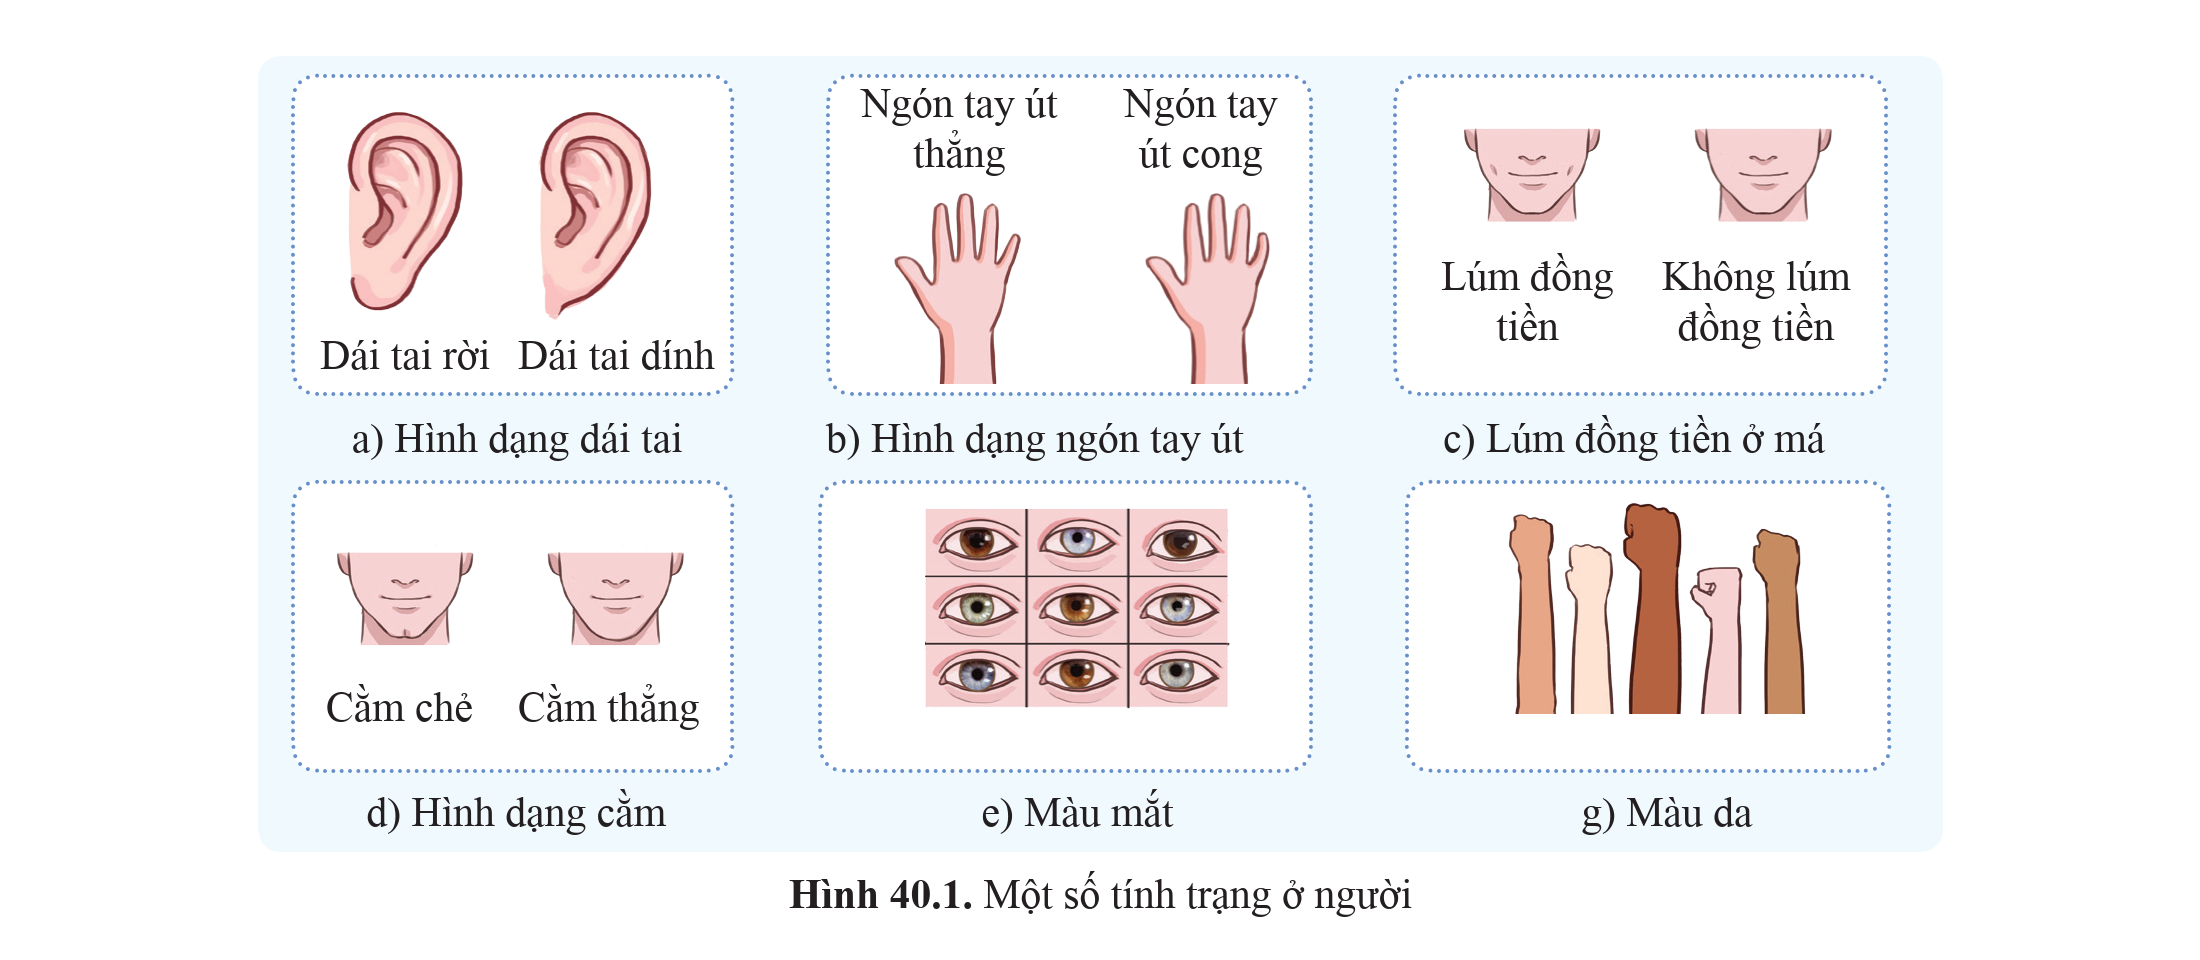 Ngón tay út
thẳng
Ngón tay
út cong
Dái tai rời
Dái tai dính
Lúm đồng
tiền
Không lúm
đồng tiền
a) Hình dạng dái tai
b) Hình dạng ngón tay út
c) Lúm đồng tiền ở má
Cằm chẻ
Cằm thẳng
d) Hình dạng cằm
e) Màu mắt
g) Màu da
Hình 40.1. Một số tính trạng ở người